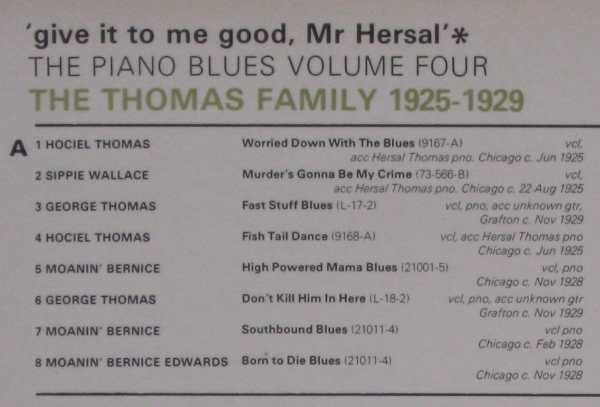 'give it to me good, Mr Hersal'*
THE PIANO BLUES VOLUME FOUR
THE THOMAS FAMILY 1925-1929
A 1 HOCIEL THOMAS Worried Down With The Blues (9167-A) vcl,
acc Hersal Thomas pno. Chicago c. Jun 1925
2 SIPPIE WALLACE Murder's Gonna Be My Crime (73-566-B) vcl,
acc Hersal Thomas pno. Chicago c. 22 Aug 1925
3 GEORGE THOMAS Fast Stuff Blues (L-17-2) vcl, pno, acc unknown gtr,
Grafton c. Nov 1929
4 HOCIEL THOMAS Fish Tail Dance (9168-A) vcl, acc Hersal Thomas pno
Chicago c. Jun 1925
5 MOANIN' BERNICE High Powered Mama Blues (21001-5) vcl, pno
Chicago c. Nov 1928
6 GEORGE THOMAS Don't Kill Him In Here (L-18-2) vcl, pno, acc unknown gtr
Grafton c. Nov 1929
7 MOANIN' BERNICE Southbound Blues (21011-4) vcl pno
Chicago c. Feb 1928
8 MOANIN' BERNICE EDWARDS Born to Die Blues (21011-4) vcl pno
Chicago c. Nov 1928